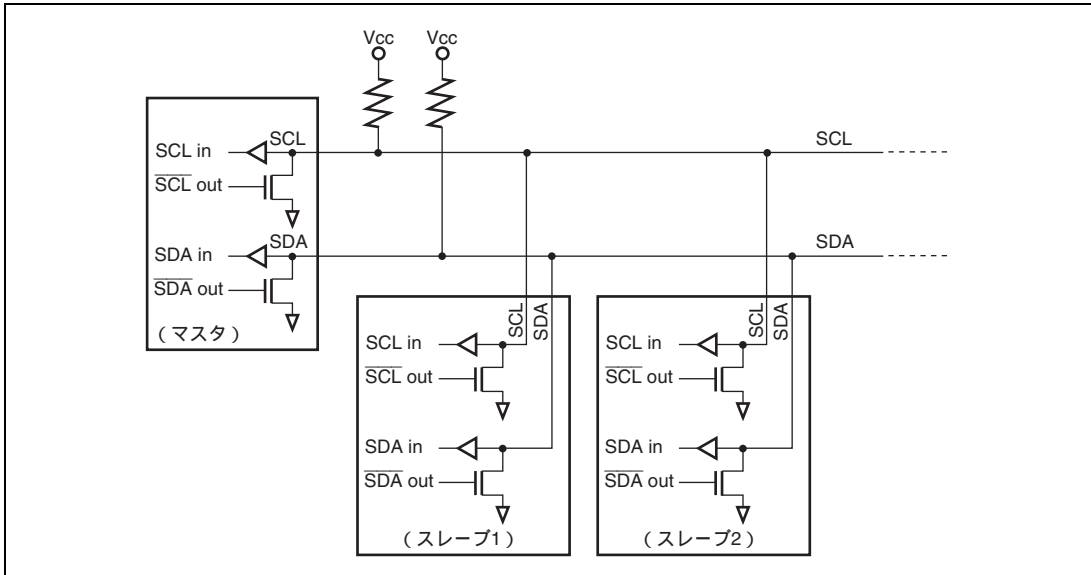 Vcc Vcc
SCL
SCL in
SCL out
SDA
SDA in
SDA out
(マスタ)
SCL
SDA
SCL
SDA
SCL in
SCL out
SDA in
SDA out
(スレーブ1)
SCL
SDA
SCL in
SCL out
SDA in
SDA out
(スレーブ2)